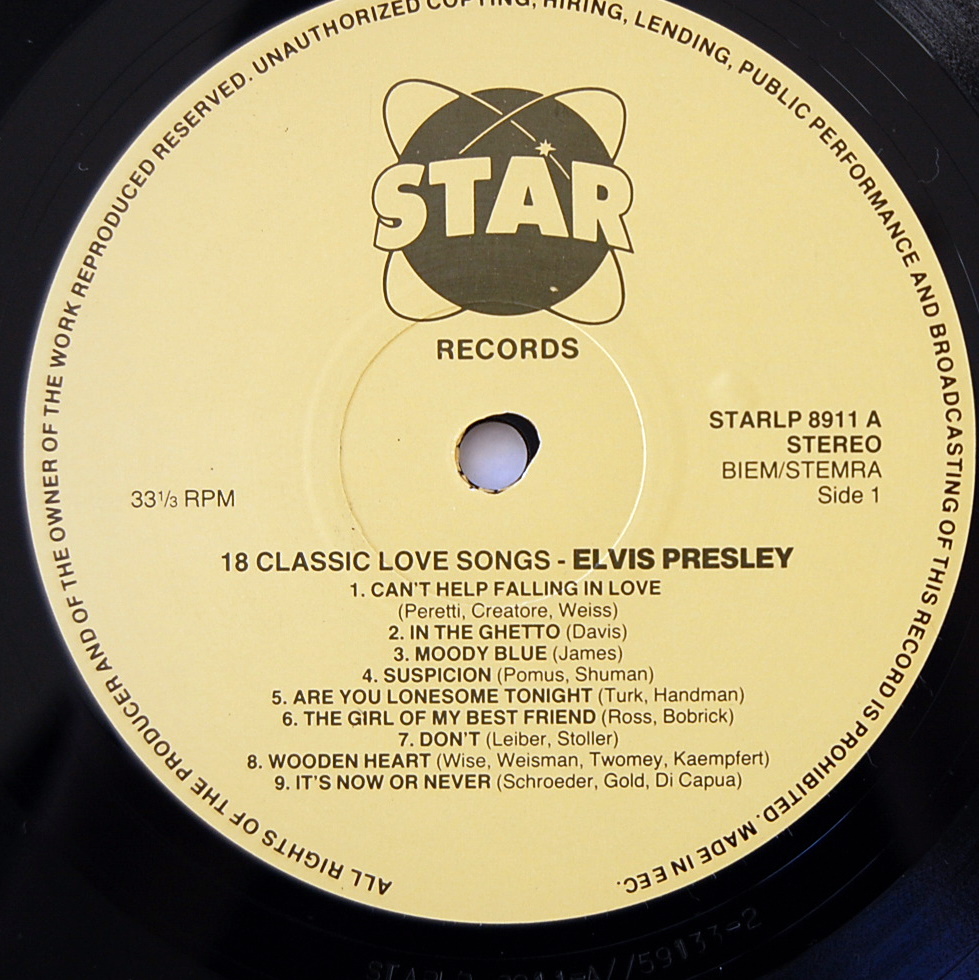 ALL RIGHTS OF THE PRODUCER AND OF THE OWNER OF THE WORK REPRODUCED RESERVED. UNAUTHORIZED COPYING, HIRING, LENDING, PUBLIC PERFORMANCE AND BROADCASTING OF THIS RECORD IS PROHIBITED. MADE IN EEC.
STAR
RECORDS
STARLP 8911 A
STEREO
BIEM/STEMRA
Side 1
33⅓ RPM
18 CLASSIC LOVE SONGS - ELVIS PRESLEY
1. CAN'T HELP FALLING IN LOVE
(Peretti, Creatore, Weiss)
2. IN THE GHETTO (Davis)
3. MOODY BLUE (James)
4. SUSPICION (Pomus, Shuman)
5. ARE YOU LONESOME TONIGHT (Turk, Handman)
6. THE GIRL OF MY BEST FRIEND (Ross, Bobrick)
7. DON'T (Leiber, Stoller)
8. WOODEN HEART (Wise, Weisman, Twomey, Kaempfert)
9. IT'S NOW OR NEVER (Schroeder, Gold, Di Capua)
STARLP 8911-A//59133-2